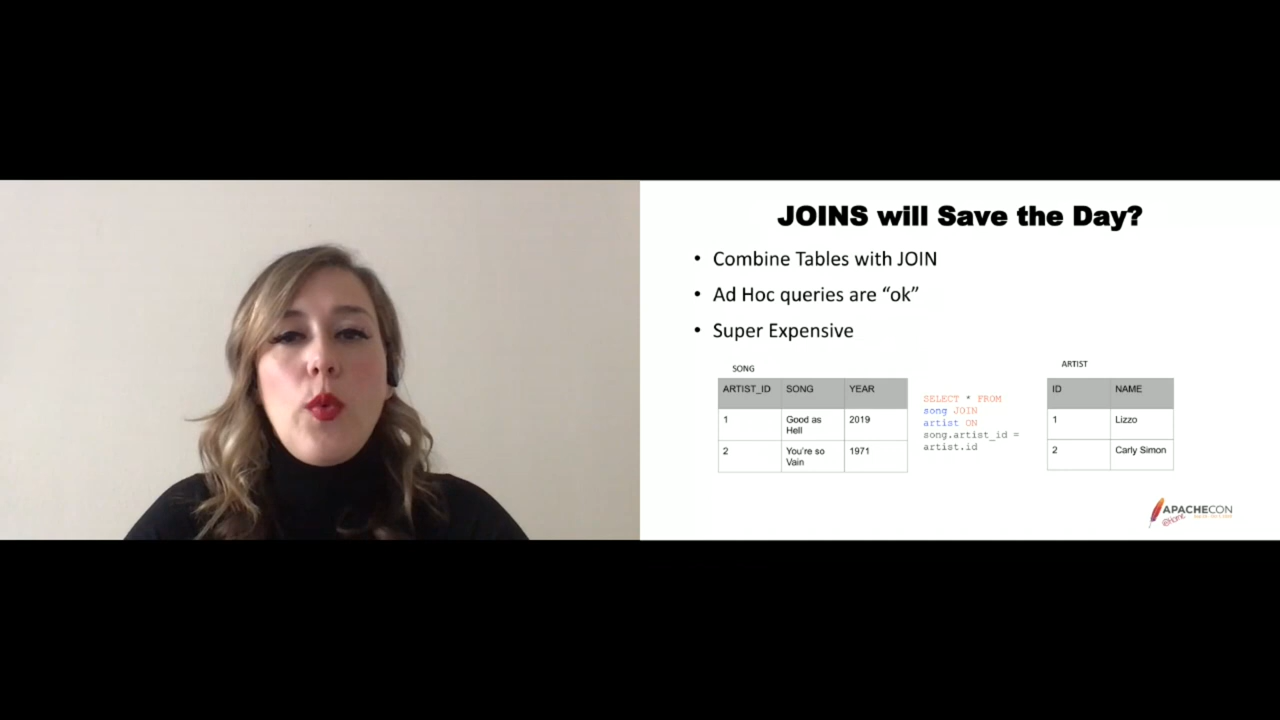 JOINS will Save the Day?
• Combine Tables with JOIN
• Ad Hoc queries are “ok”
• Super Expensive
SONG
ARTIST_ID SONG YEAR
1 Good as Hell 2019
2 You're so Vain 1971
SELECT * FROM
song JOIN
artist ON
song.artist_id =
artist.id
ARTIST
ID NAME
1 Lizzo
2 Carly Simon
APACHECON
@Home